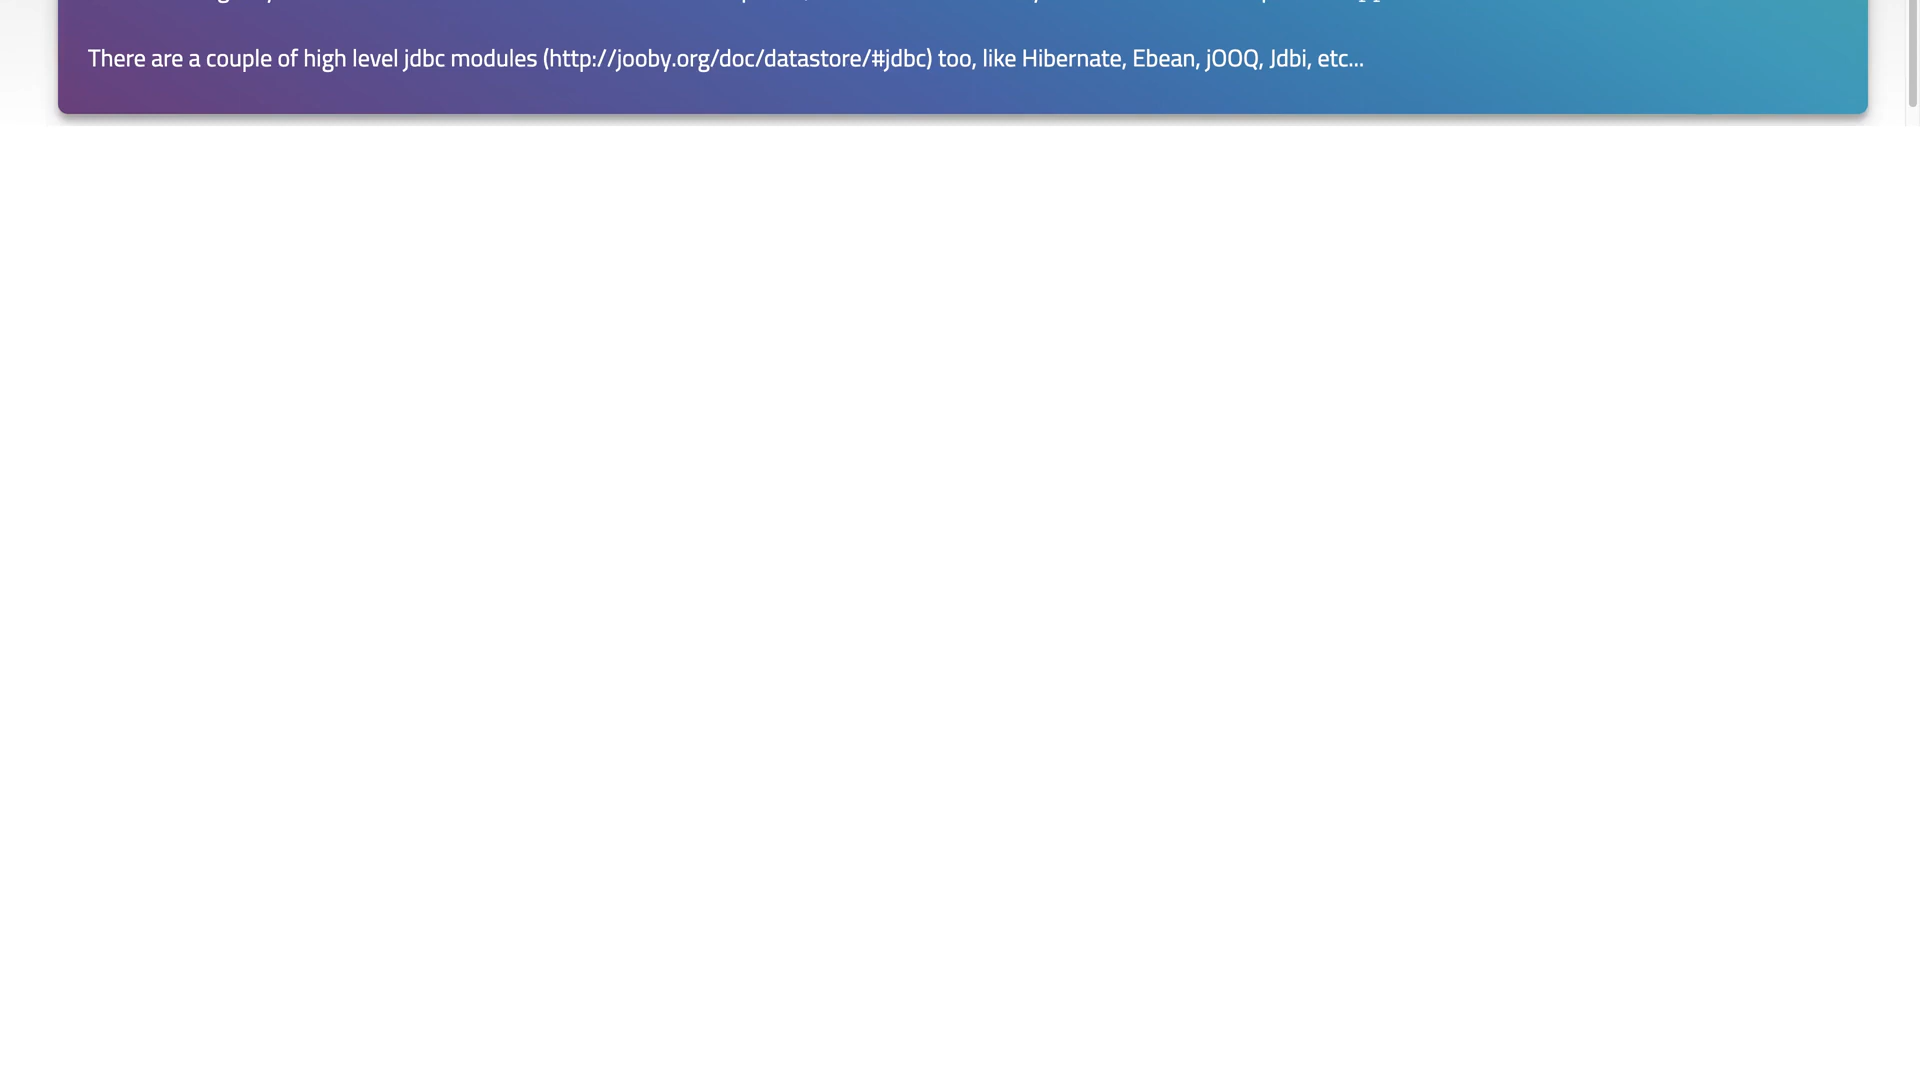 There are a couple of high level jdbc modules (http://jooby.org/doc/datastore/#jdbc) too, like Hibernate, Ebean, jOOQ, Jdbi, etc...